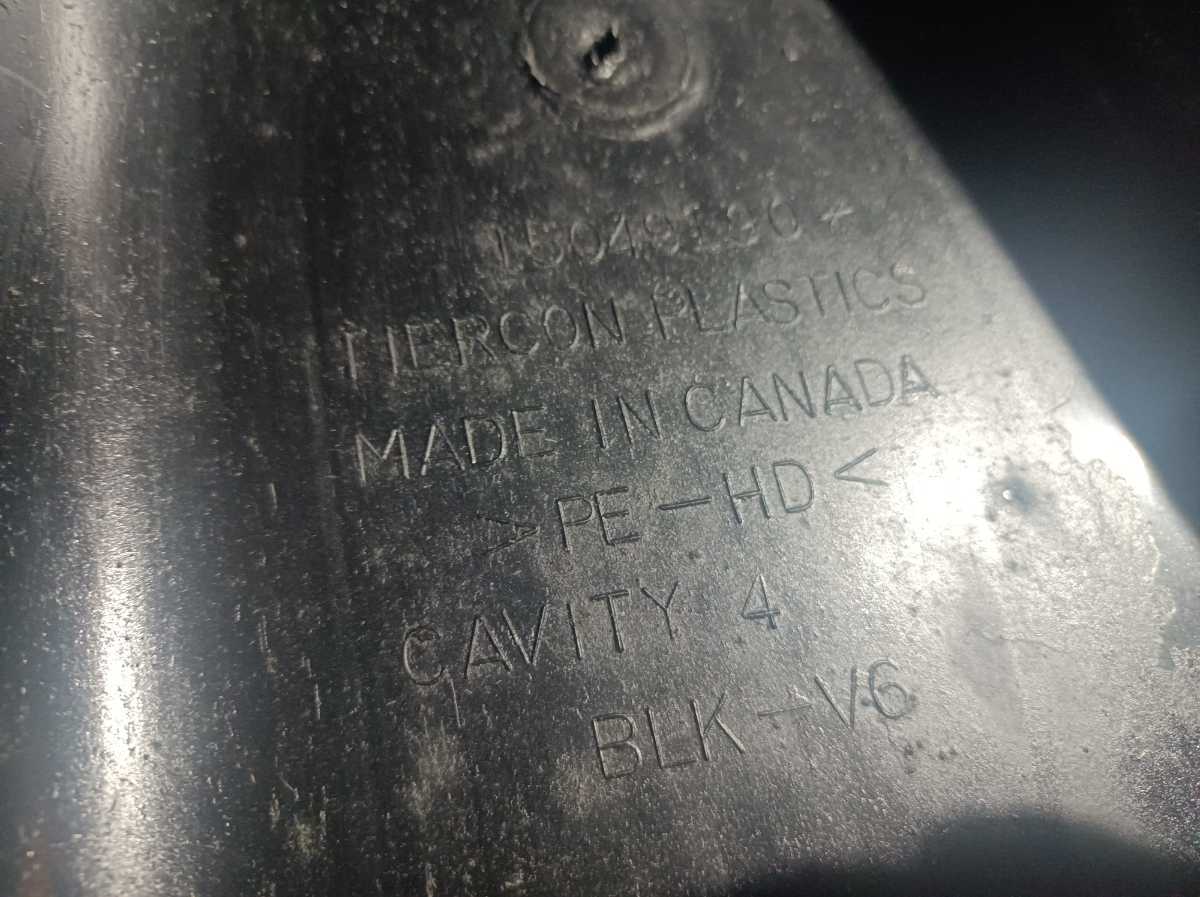 TIERCON PLASTICS
MADE IN CANADA
>PE-HD<
CAVITY 4
BLK-V6